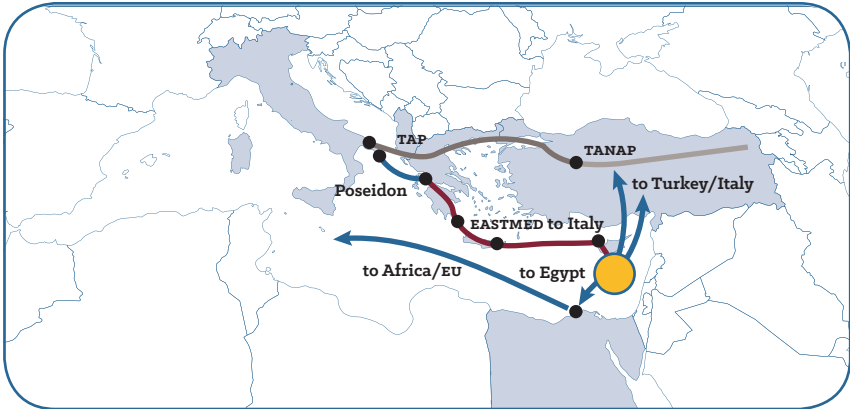 TAP
TANAP
to Turkey/Italy
Poseidon
EASTMED to Italy
to Africa/EU
to Egypt